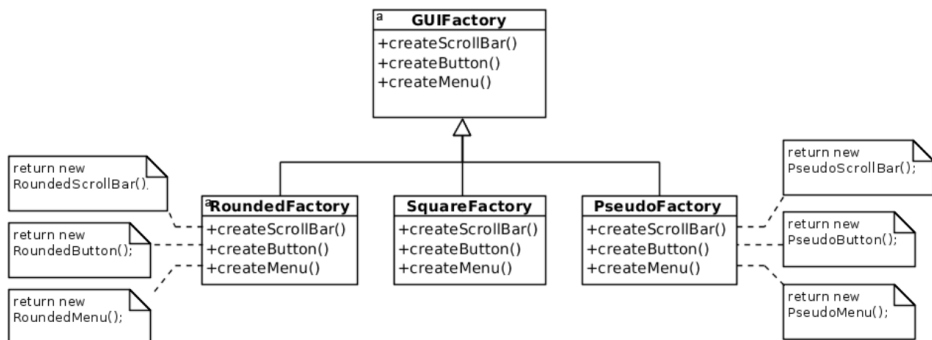 a
GUIFactory
+createScrollBar()
+createButton()
+createMenu()
return new
RoundedScrollBar().
return new
RoundedButton();
return new
RoundedMenu();
a
RoundedFactory
+createScrollBar()
+createButton()
+createMenu()
SquareFactory
+createScrollBar()
+createButton()
+createMenu()
PseudoFactory
+createScrollBar()
+createButton()
+createMenu()
return new
PseudoScrollBar();
return new
PseudoButton();
return new
PseudoMenu();